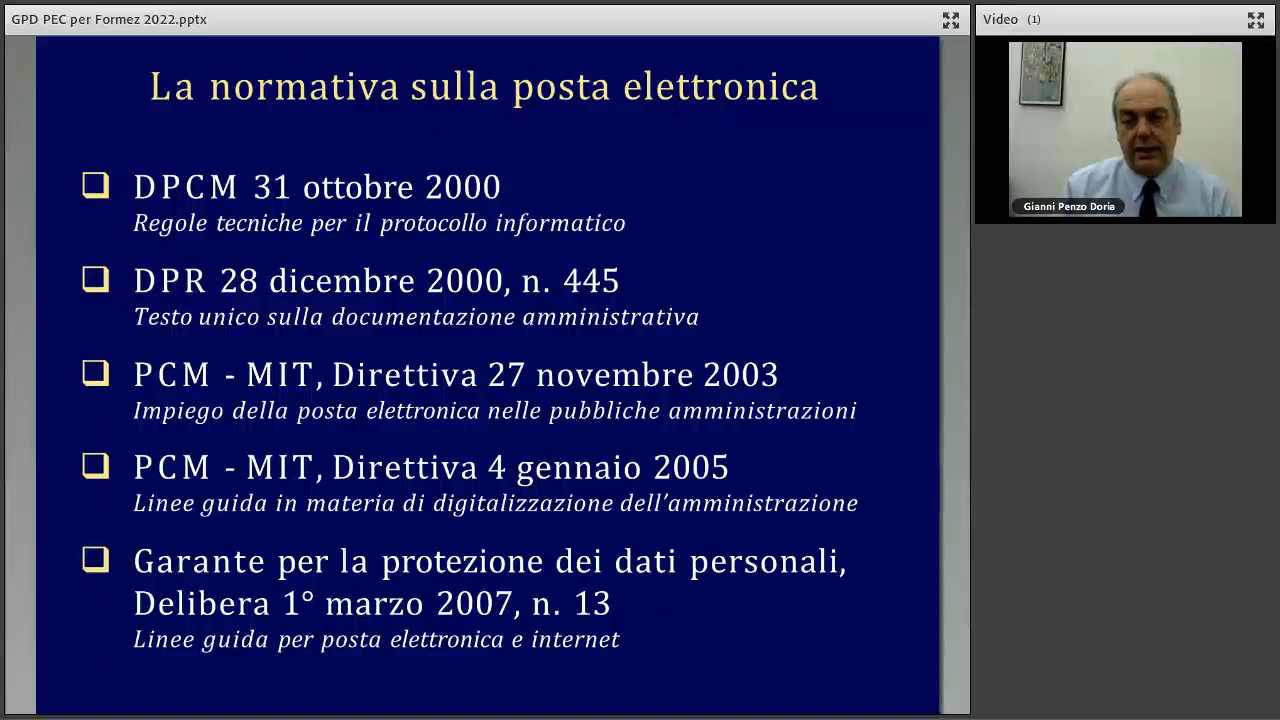 GPD PEC per Formez 2022.pptx
Video (1)
La normativa sulla posta elettronica
DPCM 31 ottobre 2000
Regole tecniche per il protocollo informatico
DPR 28 dicembre 2000, n. 445
Testo unico sulla documentazione amministrativa
PCM - MIT, Direttiva 27 novembre 2003
Impiego della posta elettronica nelle pubbliche amministrazioni
PCM - MIT, Direttiva 4 gennaio 2005
Linee guida in materia di digitalizzazione dell’amministrazione
Garante per la protezione dei dati personali,
Delibera 1° marzo 2007, n. 13
Linee guida per posta elettronica e internet
Gianni Penzo Doria